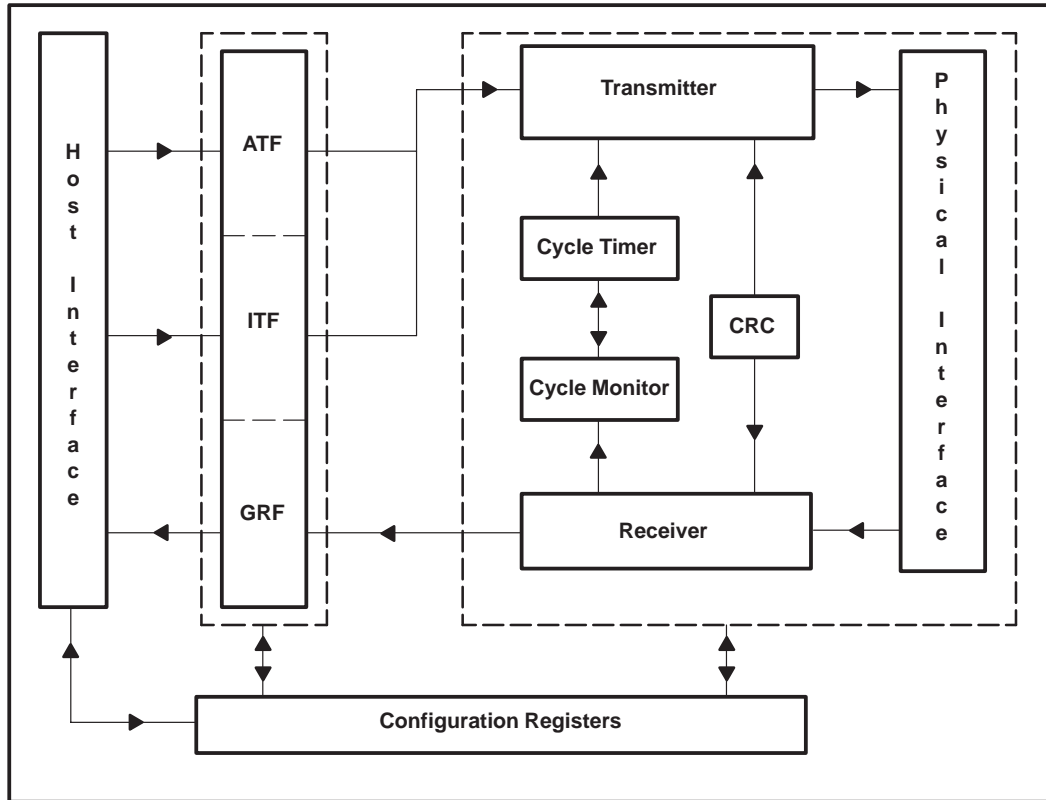 Host Interface
ATF
ITF
GRF
Transmitter
Cycle Timer
CRC
Cycle Monitor
Receiver
Physical Interface
Configuration Registers